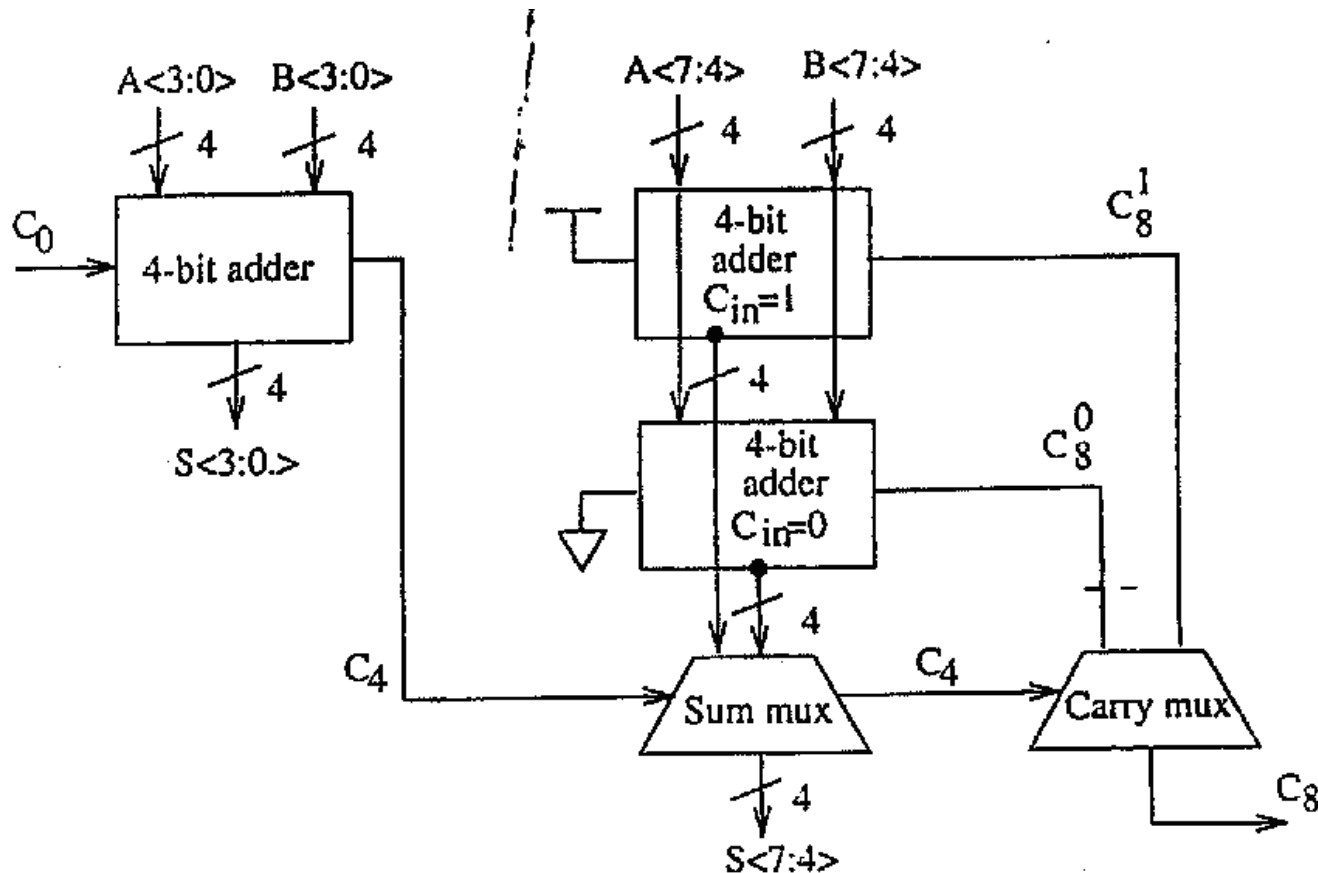 A<3:0> B<3:0>
A<7:4> B<7:4>
4 4
4 4
C0
4-bit adder
4-bit
adder
Cin=1
C8^1
4
4
S<3:0.>
4-bit
adder
Cin=0
C8^0
4
C4
Sum mux
C4
Carry mux
4
C8
S<7:4>